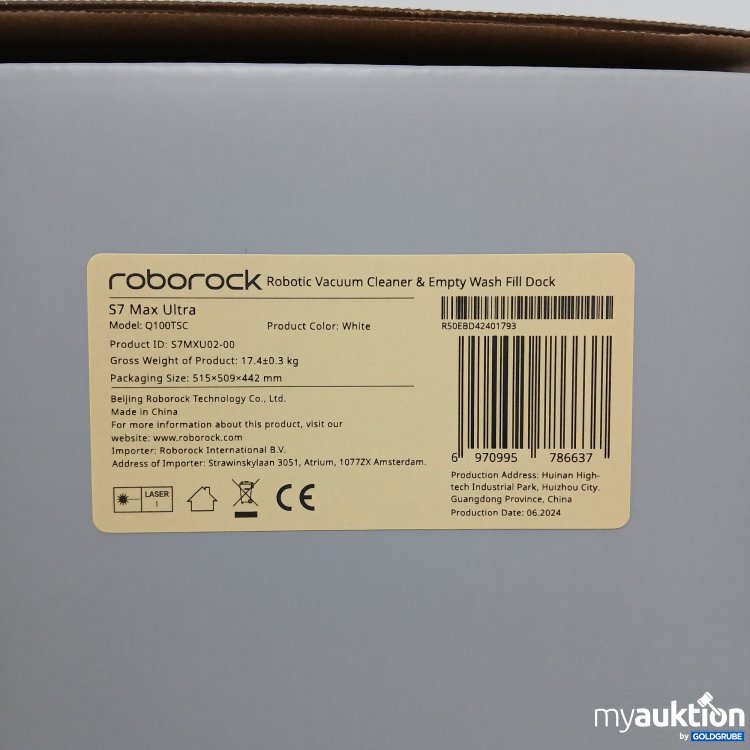 roborock Robotic Vacuum Cleaner & Empty Wash Fill Dock
S7 Max Ultra
Model: Q100TSC Product Color: White
Product ID: S7MXU02-00
Gross Weight of Product: 17.4±0.3 kg
Packaging Size: 515×509×442 mm
Beijing Roborock Technology Co., Ltd.
Made in China
For more information about this product, visit our
website: www.roborock.com
Importer: Roborock International B.V.
Address of Importer: Strawinskylaan 3051, Atrium, 1077ZX Amsterdam.
LASER
1
CE
R50EBD42401793
6 970995 786637
Production Address: Huinan High-
tech Industrial Park, Huizhou City.
Guangdong Province, China
Production Date: 06.2024
myauktion
by GOLDGRUBE